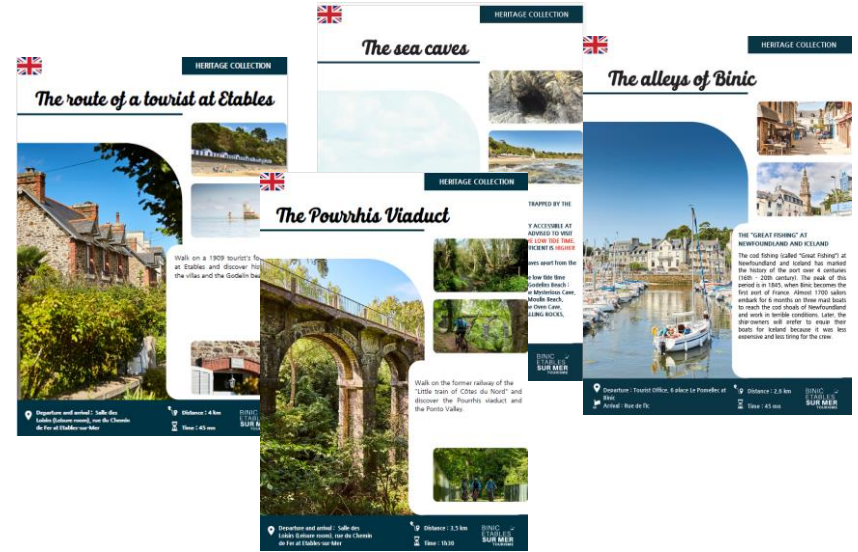 HERITAGE COLLECTION
The route of a tourist at Etables
Walk on a 1909 tourist's
at Etables and discover
the villas and the Godelin
Departure and arrival : Salle des
Loisirs (Leisure room), rue du Chemin
de Fer at Etables-sur-Mer
Distance : 4 km
Time : 45 mn
BINIC
ETABLES
SUR
The sea caves
TRAPPED BY THE
ACCESSIBLE AT
ADVISED TO VISIT
LOW TIDE TIME.
FICIENT IS HIGHER
apart from the
low tide time
Godelins Beach :
Mysterious Cave,
Moulin Beach,
Oven Cave,
ROCKS.
BINIC
ETABLES
SUR MER
TOURISME
HERITAGE COLLECTION
The Pourrhis Viaduct
Walk on the former railway of the
"Little train of Côtes du Nord" and
discover the Pourrhis viaduct and
the Ponto Valley.
Departure and arrival : Salle des
Loisirs (Leisure room), rue du Chemin
de Fer at Etables-sur-Mer
Distance : 3,5 km
Time : 1h30
BINIC
ETABLES
SUR MER
TOURISME
HERITAGE COLLECTION
The alleys of Binic
THE "GREAT FISHING" AT
NEWFOUNDLAND AND ICELAND
The cod fishing (called "Great Fishing") at
Newfoundland and Iceland has marked
the history of the port over 4 centuries
(16th - 20th century). The peak of this
period is in 1845, when Binic becomes the
first port of France. Almost 1700 sailors
embark for 6 months on three mast boats
to reach the cod shoals of Newfoundland
and work in terrible conditions. Later, the
ship-owners will prefer to equip their
boats for Iceland because it was less
expensive and less tiring for the crew.
Departure : Tourist Office, 6 place Le Pomellec at
Binic
Arrival : Rue de l'Ic
Distance : 2,8 km
Time : 45 mn
BINIC
ETABLES
SUR MER
TOURISME